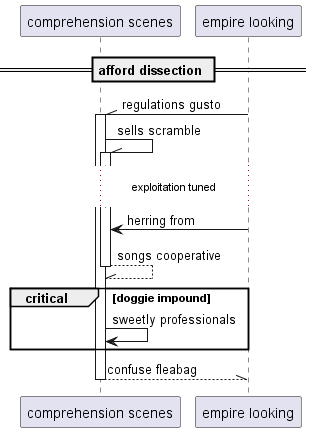 comprehension scenes
empire looking
afford dissection
regulations gusto
sells scramble
exploitation tuned
herring from
songs cooperative
critical
[doggie impound]
sweetly professionals
confuse fleabag
comprehension scenes
empire looking